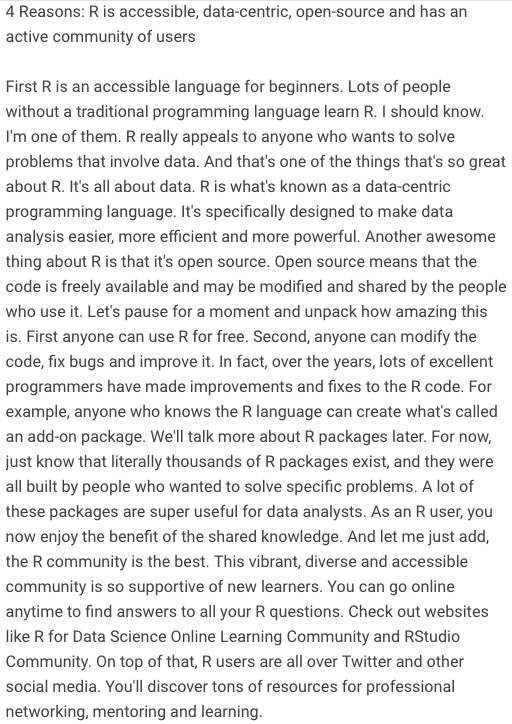 4 Reasons: R is accessible, data-centric, open-source and has an
active community of users
First R is an accessible language for beginners. Lots of people
without a traditional programming language learn R. I should know.
I'm one of them. R really appeals to anyone who wants to solve
problems that involve data. And that's one of the things that's so great
about R. It's all about data. R is what's known as a data-centric
programming language. It's specifically designed to make data
analysis easier, more efficient and more powerful. Another awesome
thing about R is that it's open source. Open source means that the
code is freely available and may be modified and shared by the people
who use it. Let's pause for a moment and unpack how amazing this
is. First anyone can use R for free. Second, anyone can modify the
code, fix bugs and improve it. In fact, over the years, lots of excellent
programmers have made improvements and fixes to the R code. For
example, anyone who knows the R language can create what's called
an add-on package. We'll talk more about R packages later. For now,
just know that literally thousands of R packages exist, and they were
all built by people who wanted to solve specific problems. A lot of
these packages are super useful for data analysts. As an R user, you
now enjoy the benefit of the shared knowledge. And let me just add,
the R community is the best. This vibrant, diverse and accessible
community is so supportive of new learners. You can go online
anytime to find answers to all your R questions. Check out websites
like R for Data Science Online Learning Community and RStudio
Community. On top of that, R users are all over Twitter and other
social media. You'll discover tons of resources for professional
networking, mentoring and learning.